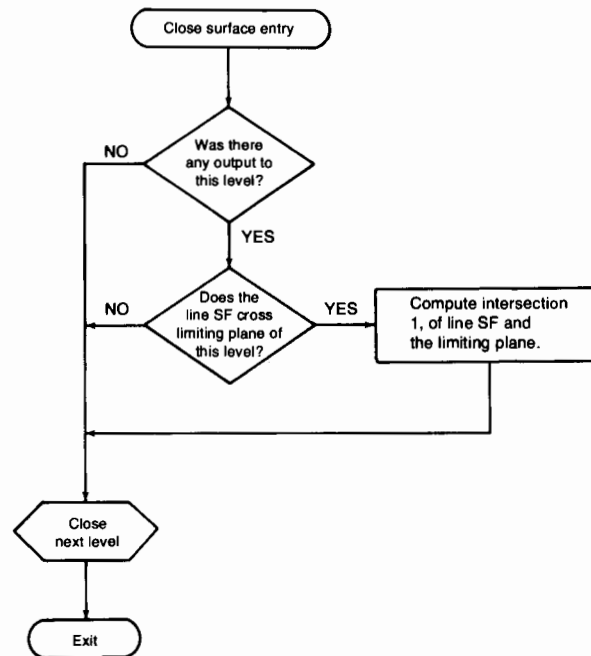 Close surface entry
Was there
any output to
this level?
NO
YES
Does the
line SF cross
limiting plane of
this level?
NO
YES
Compute intersection
1, of line SF and
the limiting plane.
Close
next level
Exit